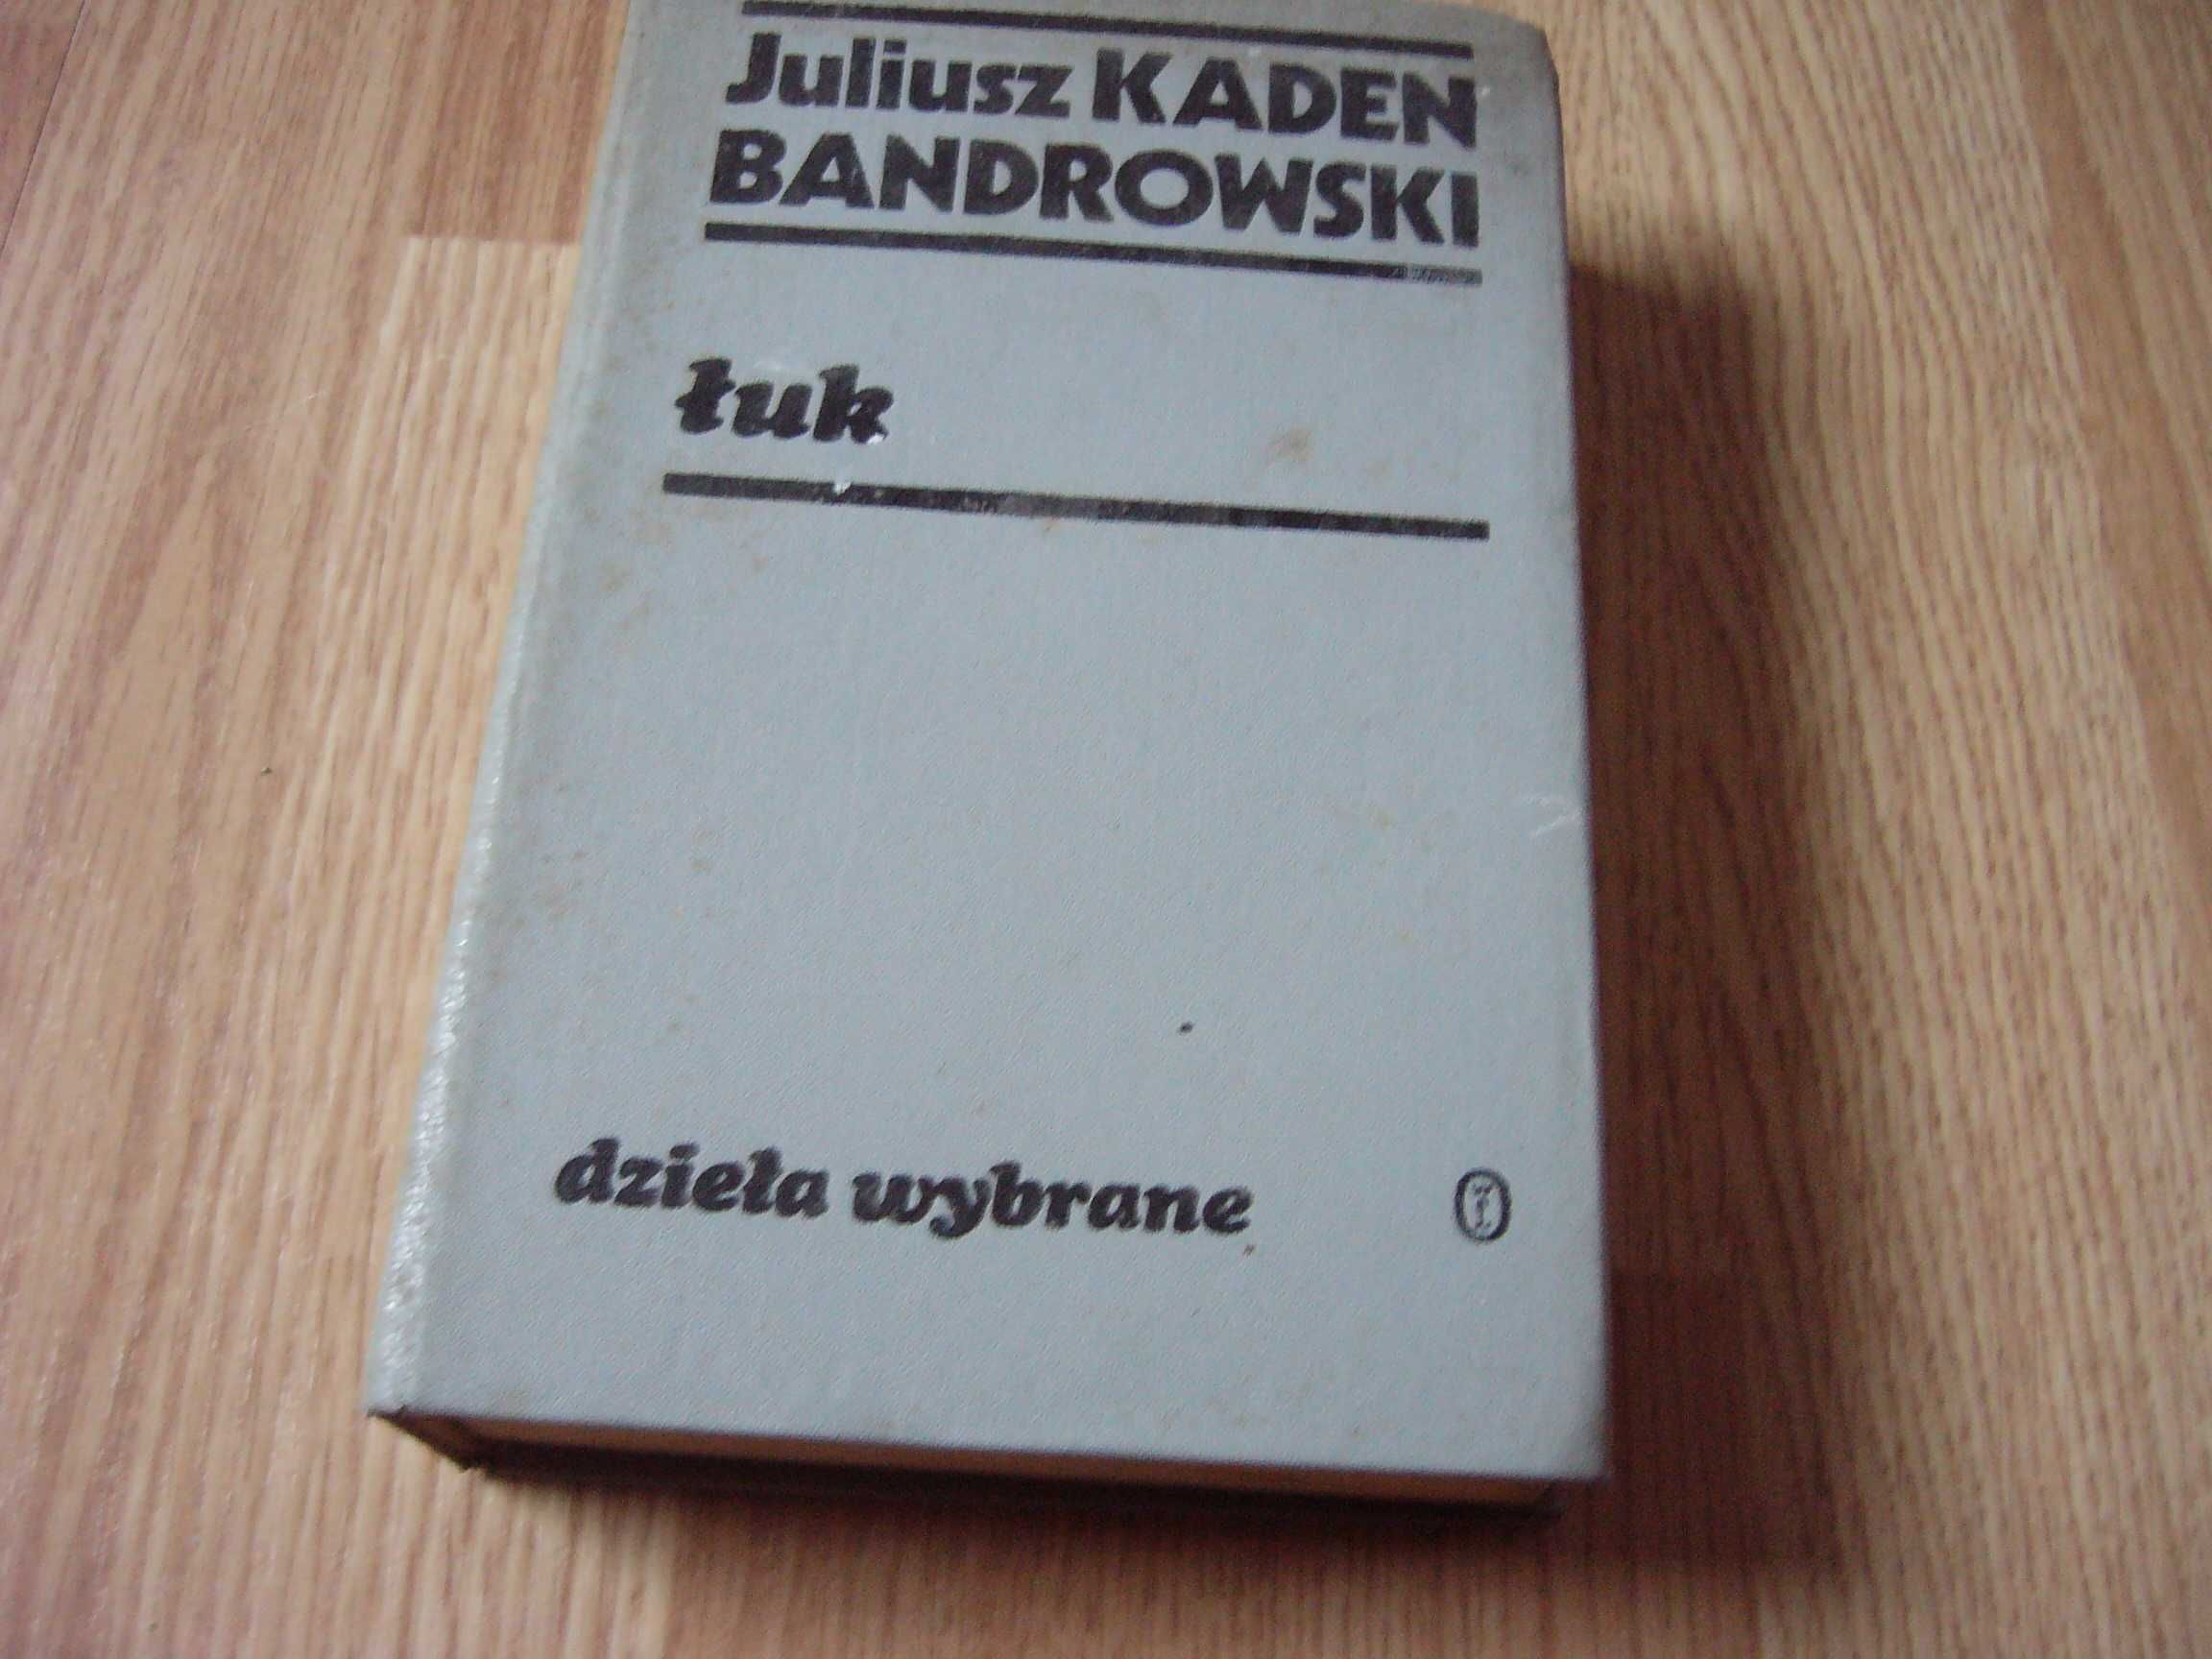 Juliusz KADEN
BANDROWSKI
łuk
dzieła wybrane